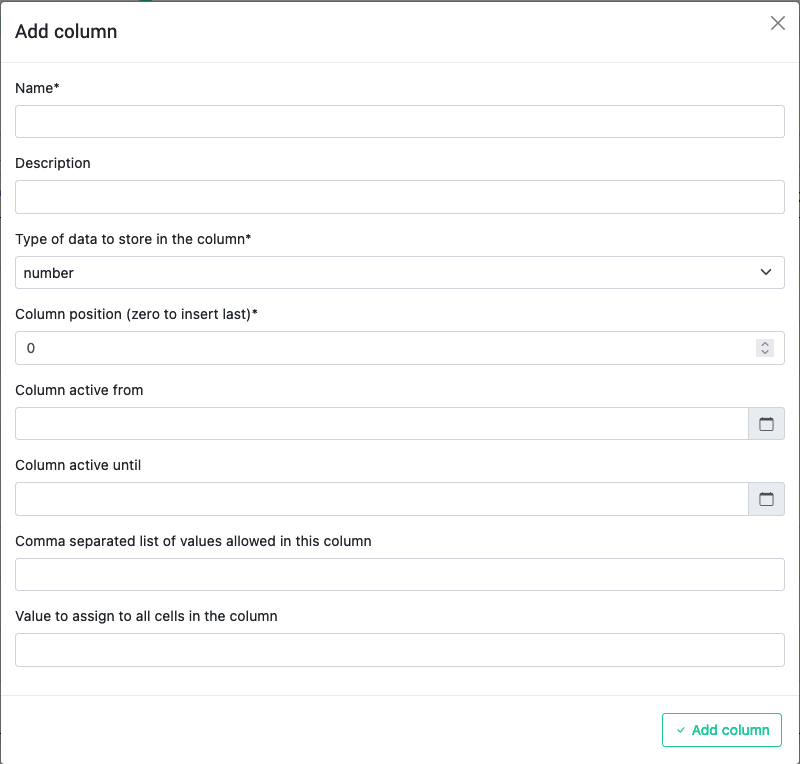 Add column
Name*
Description
Type of data to store in the column*
number
Column position (zero to insert last)*
0
Column active from
Column active until
Comma separated list of values allowed in this column
Value to assign to all cells in the column
Add column